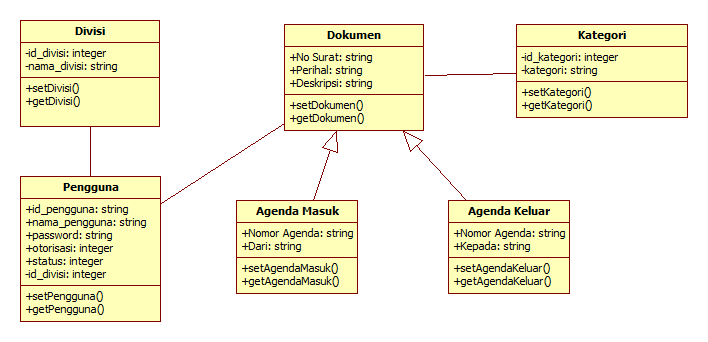 Divisi
-id_divisi: integer
-nama_divisi: string
+setDivisi()
+getDivisi()
Dokumen
+No Surat: string
+Perihal: string
+Deskripsi: string
+setDokumen()
+getDokumen()
Kategori
-id_kategori: integer
-kategori: string
+setKategori()
+getKategori()
Pengguna
+id_pengguna: string
+nama_pengguna: string
+password: string
+otorisasi: integer
+status: integer
-id_divisi: integer
+setPengguna()
+getPengguna()
Agenda Masuk
+Nomor Agenda: string
+Dari: string
+setAgendaMasuk()
+getAgendaMasuk()
Agenda Keluar
+Nomor Agenda: string
+Kepada: string
+setAgendaKeluar()
+getAgendaKeluar()